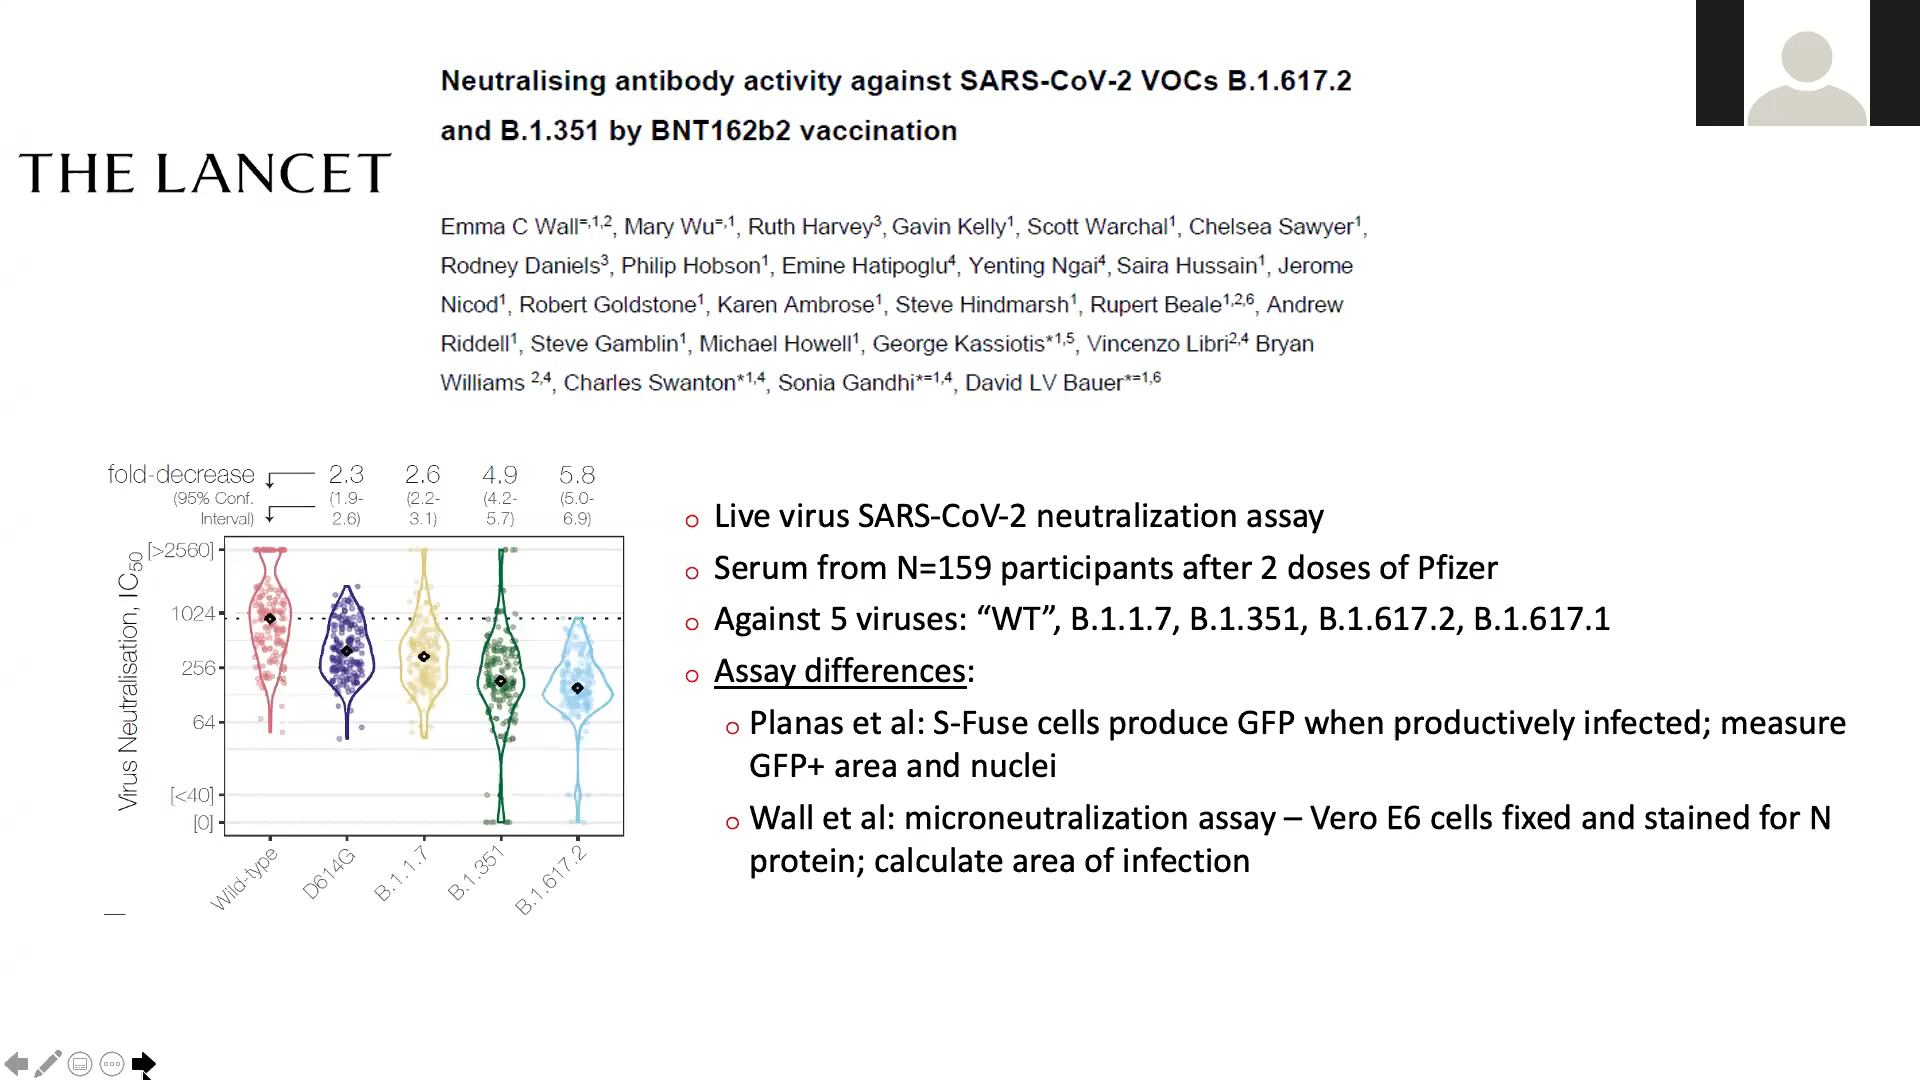 Neutralising antibody activity against SARS-CoV-2 VOCs B.1.617.2
and B.1.351 by BNT162b2 vaccination
THE LANCET
Emma C Wall=,1,2, Mary Wu=,1, Ruth Harvey3, Gavin Kelly1, Scott Warchal1, Chelsea Sawyer1,
Rodney Daniels3, Philip Hobson1, Emine Hatipoglu4, Yenting Ngai4, Saira Hussain1, Jerome
Nicod1, Robert Goldstone1, Karen Ambrose1, Steve Hindmarsh1, Rupert Beale1,2,6, Andrew
Riddell1, Steve Gamblin1, Michael Howell1, George Kassiotis*1,5, Vincenzo Libri2,4 Bryan
Williams 2,4, Charles Swanton*1,4, Sonia Gandhi*=1,4, David LV Bauer*=1,6
fold-decrease 2.3 2.6 4.9 5.8
(95% Conf. (1.9- (2.2- (4.2- (5.0-
Interval) 2.6) 3.1) 5.7) 6.9)
Virus Neutralisation, IC50
[>2560]
1024
256
64
[<40]
[0]
Wild-type
D614G
B.1.1.7
B.1.351
B.1.617.2
Live virus SARS-CoV-2 neutralization assay
Serum from N=159 participants after 2 doses of Pfizer
Against 5 viruses: “WT”, B.1.1.7, B.1.351, B.1.617.2, B.1.617.1
Assay differences:
Planas et al: S-Fuse cells produce GFP when productively infected; measure
GFP+ area and nuclei
Wall et al: microneutralization assay – Vero E6 cells fixed and stained for N
protein; calculate area of infection